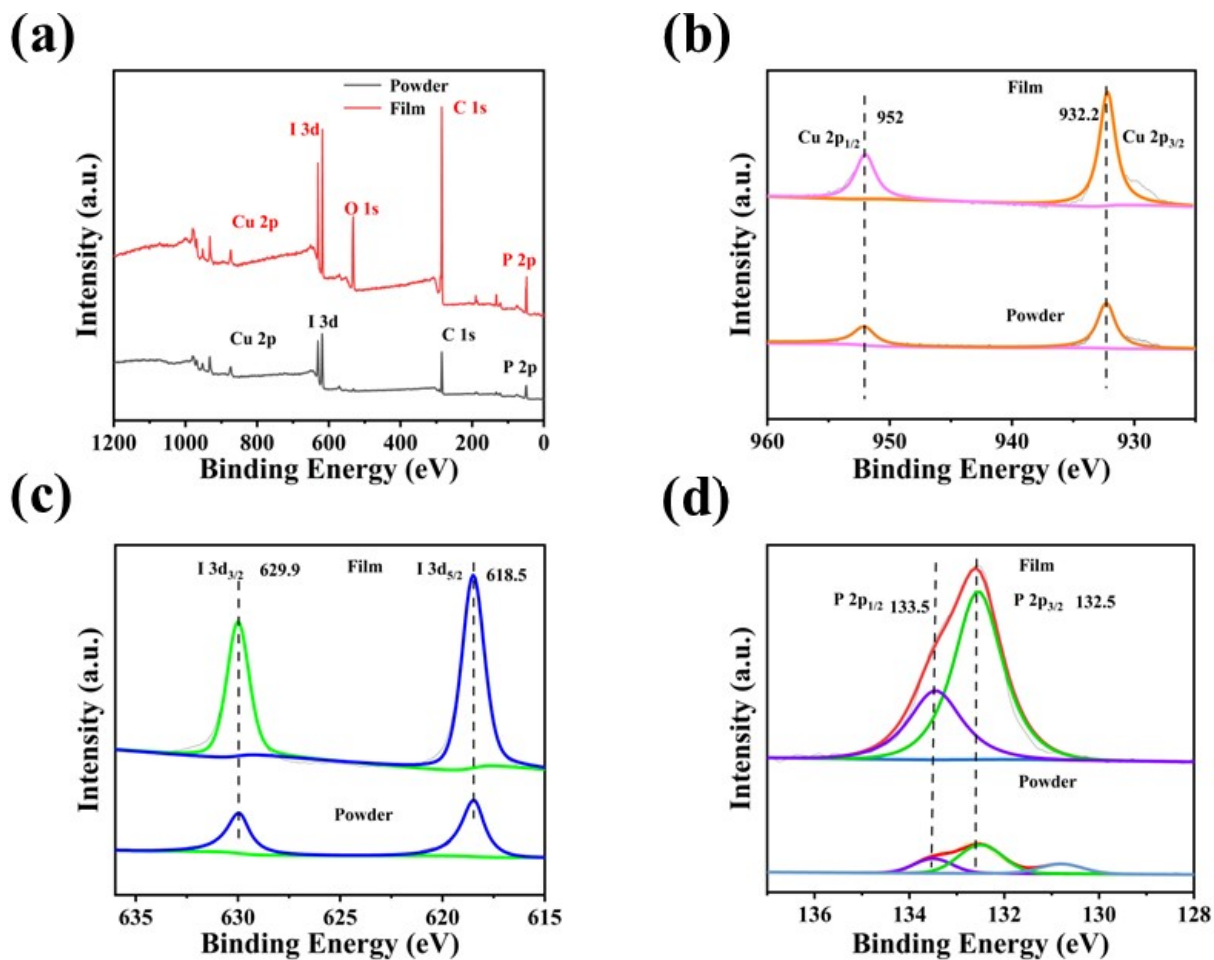 (a)
Powder
Film
C 1s
I 3d
O 1s
Cu 2p
P 2p
I 3d
Cu 2p
C 1s
P 2p
Intensity (a.u.)
1200 1000 800 600 400 200 0
Binding Energy (eV)
(b)
Film
952
932.2
Cu 2p1/2
Cu 2p3/2
Powder
Intensity (a.u.)
960 950 940 930
Binding Energy (eV)
(c)
I 3d3/2 629.9 Film I 3d5/2 618.5
Powder
Intensity (a.u.)
635 630 625 620 615
Binding Energy (eV)
(d)
Film
P 2p1/2 133.5 P 2p3/2 132.5
Powder
Intensity (a.u.)
136 134 132 130 128
Binding Energy (eV)